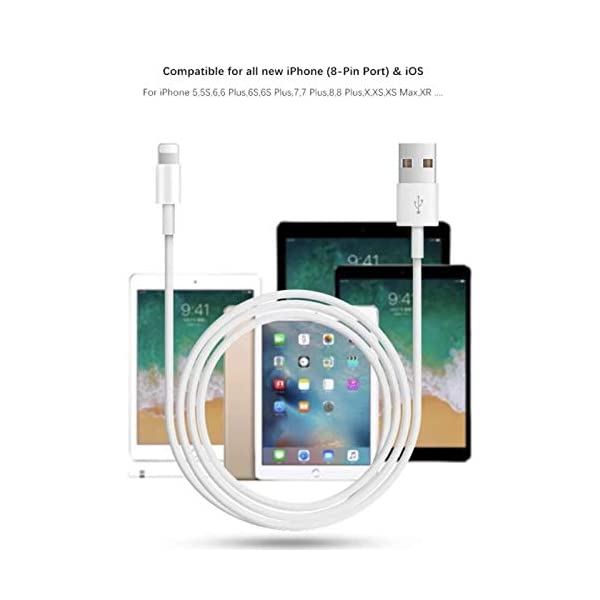 Compatible for all new iPhone (8-Pin Port) & iOS
For iPhone 5,5S,6,6 Plus,6S,6S Plus,7,7 Plus,8,8 Plus,X,XS,XS Max,XR ....
9:41
9:41
9:41